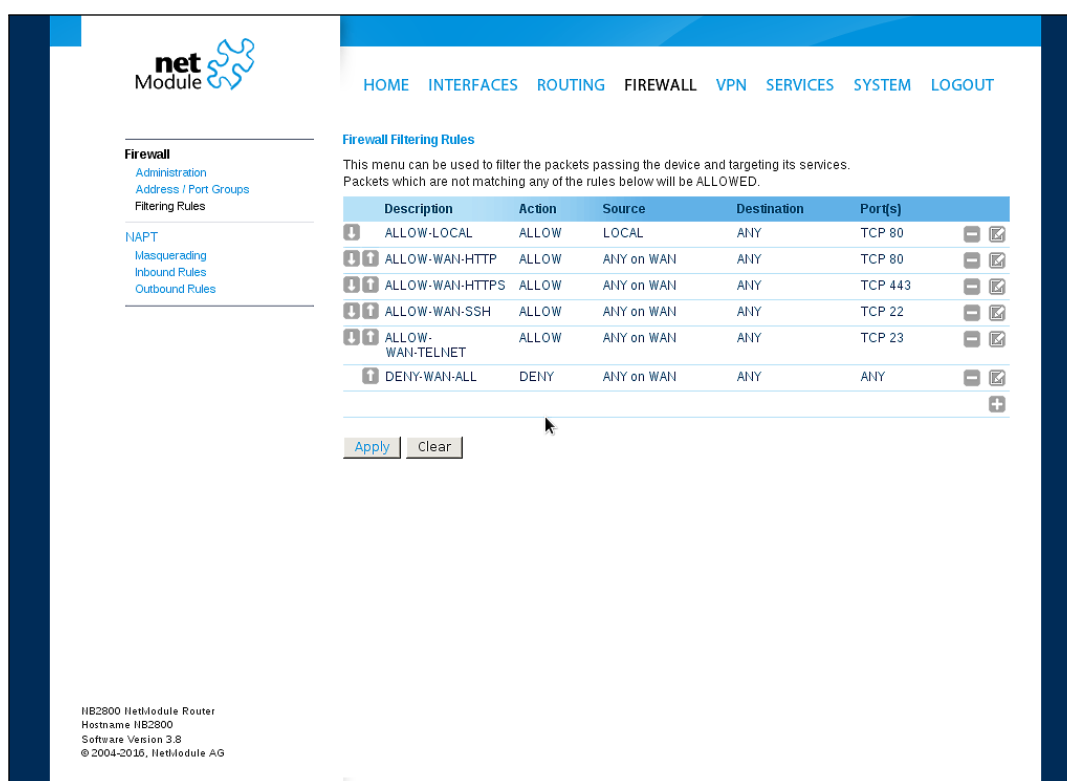 net
Module
HOME INTERFACES ROUTING FIREWALL VPN SERVICES SYSTEM LOGOUT
Firewall
Administration
Address / Port Groups
Filtering Rules
NAPT
Masquerading
Inbound Rules
Outbound Rules
Firewall Filtering Rules
This menu can be used to filter the packets passing the device and targeting its services.
Packets which are not matching any of the rules below will be ALLOWED.
Description Action Source Destination Port(s)
ALLOW-LOCAL ALLOW LOCAL ANY TCP 80
ALLOW-WAN-HTTP ALLOW ANY on WAN ANY TCP 80
ALLOW-WAN-HTTPS ALLOW ANY on WAN ANY TCP 443
ALLOW-WAN-SSH ALLOW ANY on WAN ANY TCP 22
ALLOW- ALLOW ANY on WAN ANY TCP 23
WAN-TELNET
DENY-WAN-ALL DENY ANY on WAN ANY ANY
Apply Clear
NB2800 NetModule Router
Hostname NB2800
Software Version 3.8
© 2004-2016, NetModule AG